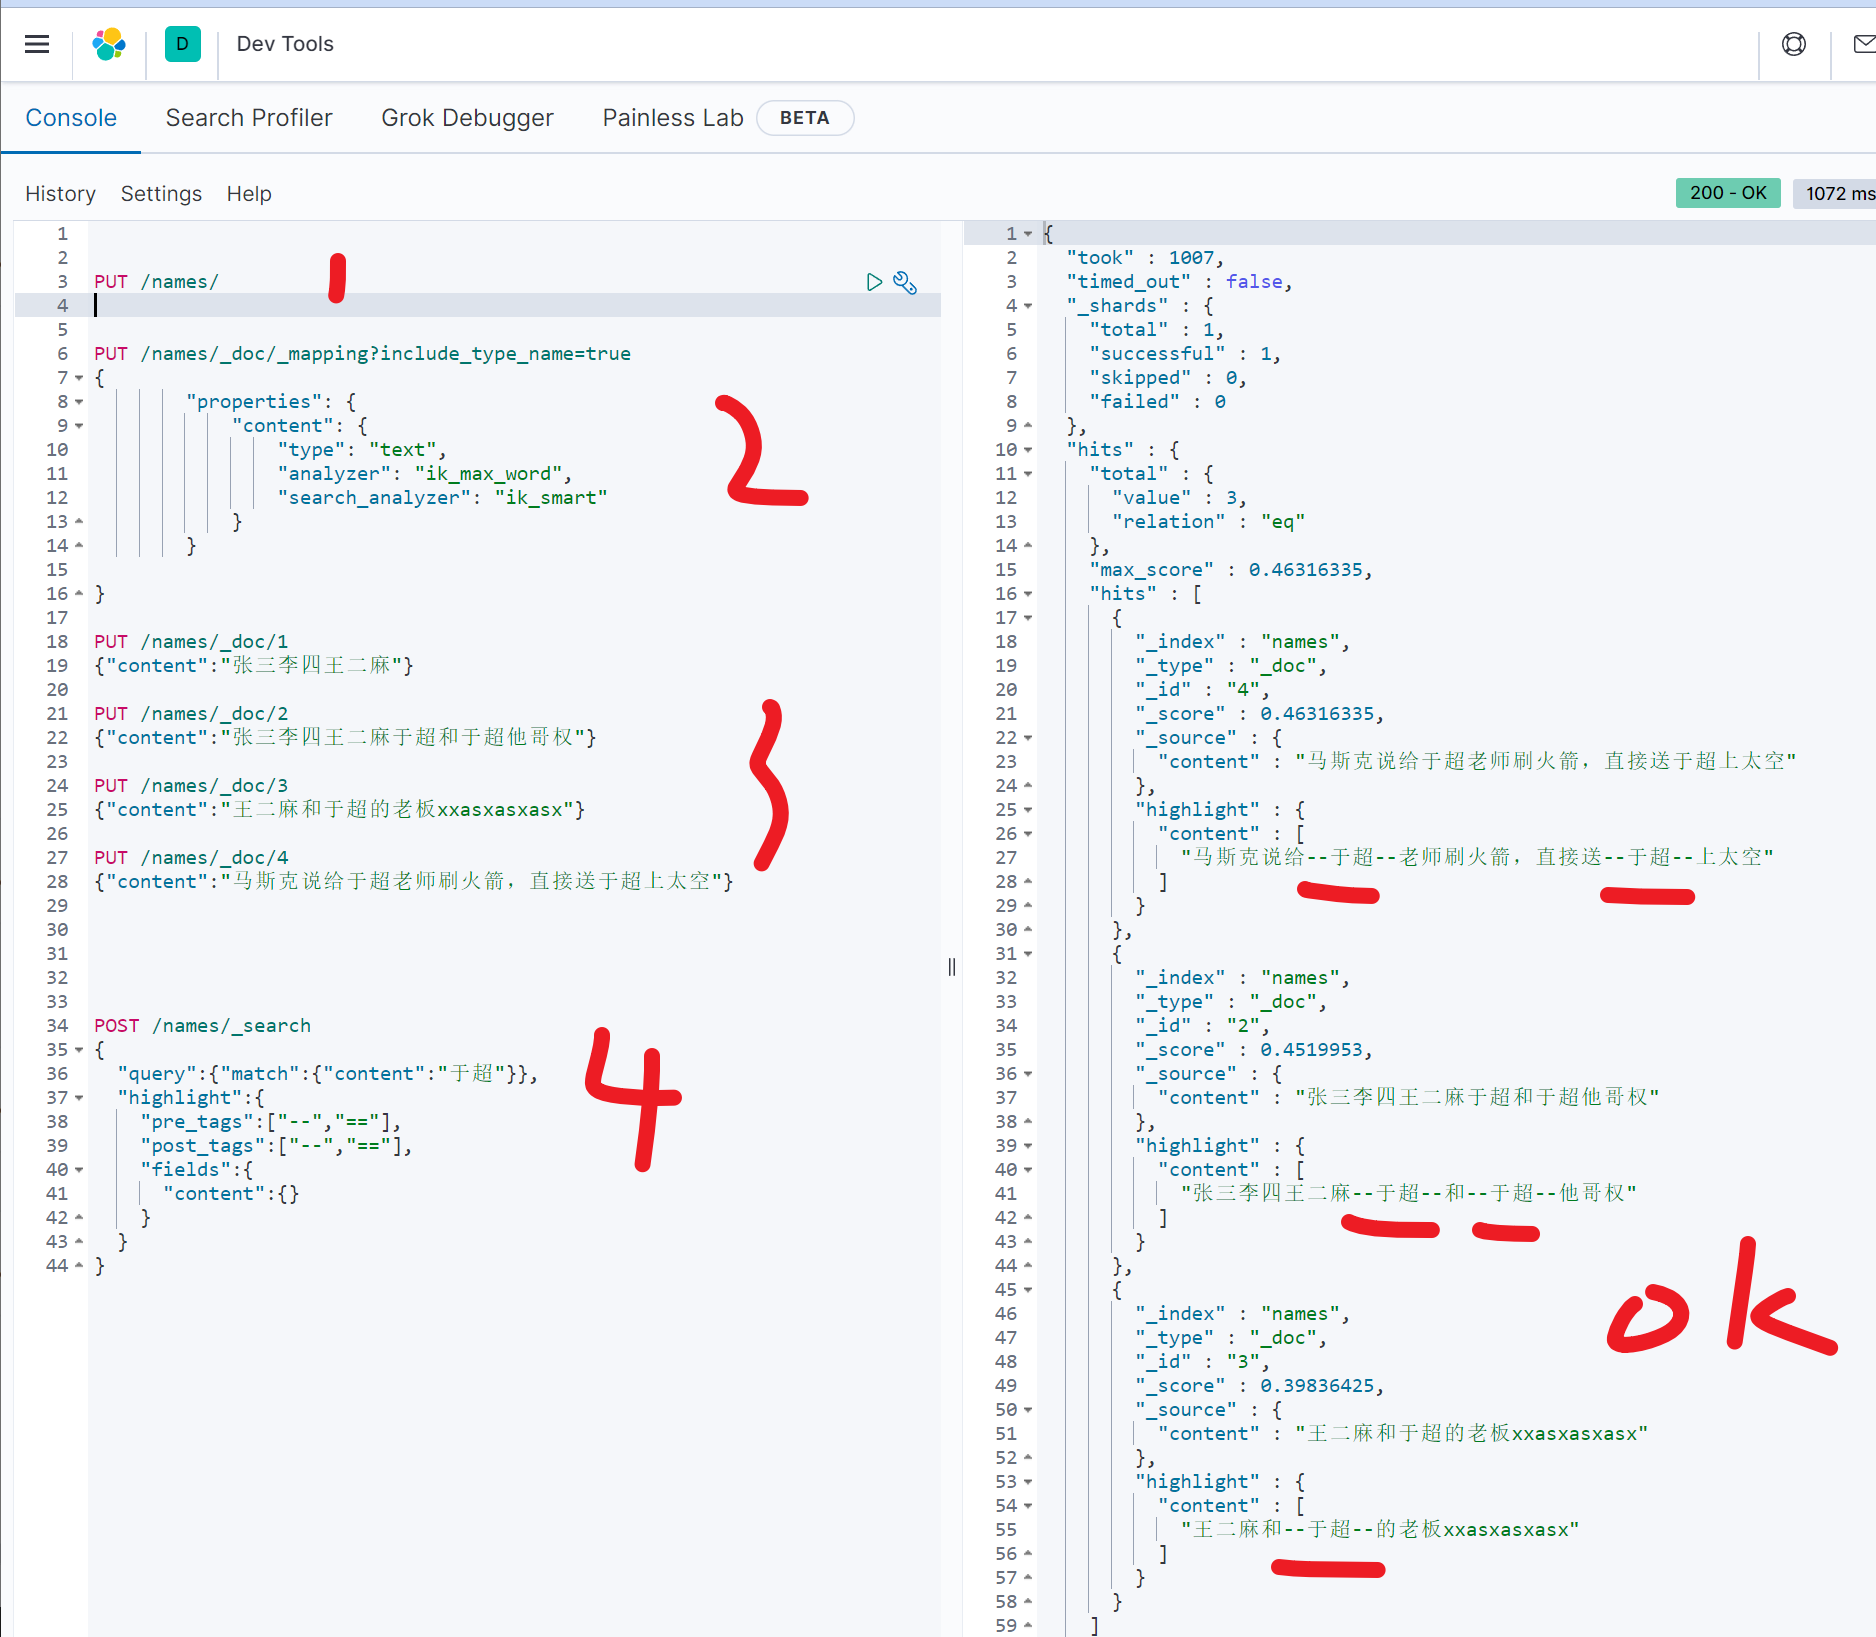 D Dev Tools
Console Search Profiler Grok Debugger Painless Lab BETA
History Settings Help
200 - OK 1072 ms
1
2
3 PUT /names/
4
5
6 PUT /names/_doc/_mapping?include_type_name=true
7 {
8 "properties": {
9 "content": {
10 "type": "text",
11 "analyzer": "ik_max_word",
12 "search_analyzer": "ik_smart"
13 }
14 }
15
16 }
17
18 PUT /names/_doc/1
19 {"content":"张三李四王二麻"}
20
21 PUT /names/_doc/2
22 {"content":"张三李四王二麻于超和于超他哥权"}
23
24 PUT /names/_doc/3
25 {"content":"王二麻和于超的老板xxasxasxasx"}
26
27 PUT /names/_doc/4
28 {"content":"马斯克说给于超老师刷火箭，直接送于超上太空"}
29
30
31
32
33
34 POST /names/_search
35 {
36 "query":{"match":{"content":"于超"}},
37 "highlight":{
38 "pre_tags":["--","=="],
39 "post_tags":["--","=="],
40 "fields":{
41 "content":{}
42 }
43 }
44 }
1
2
3
4
1 {
2 "took" : 1007,
3 "timed_out" : false,
4 "_shards" : {
5 "total" : 1,
6 "successful" : 1,
7 "skipped" : 0,
8 "failed" : 0
9 },
10 "hits" : {
11 "total" : {
12 "value" : 3,
13 "relation" : "eq"
14 },
15 "max_score" : 0.46316335,
16 "hits" : [
17 {
18 "_index" : "names",
19 "_type" : "_doc",
20 "_id" : "4",
21 "_score" : 0.46316335,
22 "_source" : {
23 "content" : "马斯克说给于超老师刷火箭，直接送于超上太空"
24 },
25 "highlight" : {
26 "content" : [
27 "马斯克说给--于超--老师刷火箭，直接送--于超--上太空"
28 ]
29 }
30 },
31 {
32 "_index" : "names",
33 "_type" : "_doc",
34 "_id" : "2",
35 "_score" : 0.4519953,
36 "_source" : {
37 "content" : "张三李四王二麻于超和于超他哥权"
38 },
39 "highlight" : {
40 "content" : [
41 "张三李四王二麻--于超--和--于超--他哥权"
42 ]
43 }
44 },
45 {
46 "_index" : "names",
47 "_type" : "_doc",
48 "_id" : "3",
49 "_score" : 0.39836425,
50 "_source" : {
51 "content" : "王二麻和于超的老板xxasxasxasx"
52 },
53 "highlight" : {
54 "content" : [
55 "王二麻和--于超--的老板xxasxasxasx"
56 ]
57 }
58 }
59 ]
ok